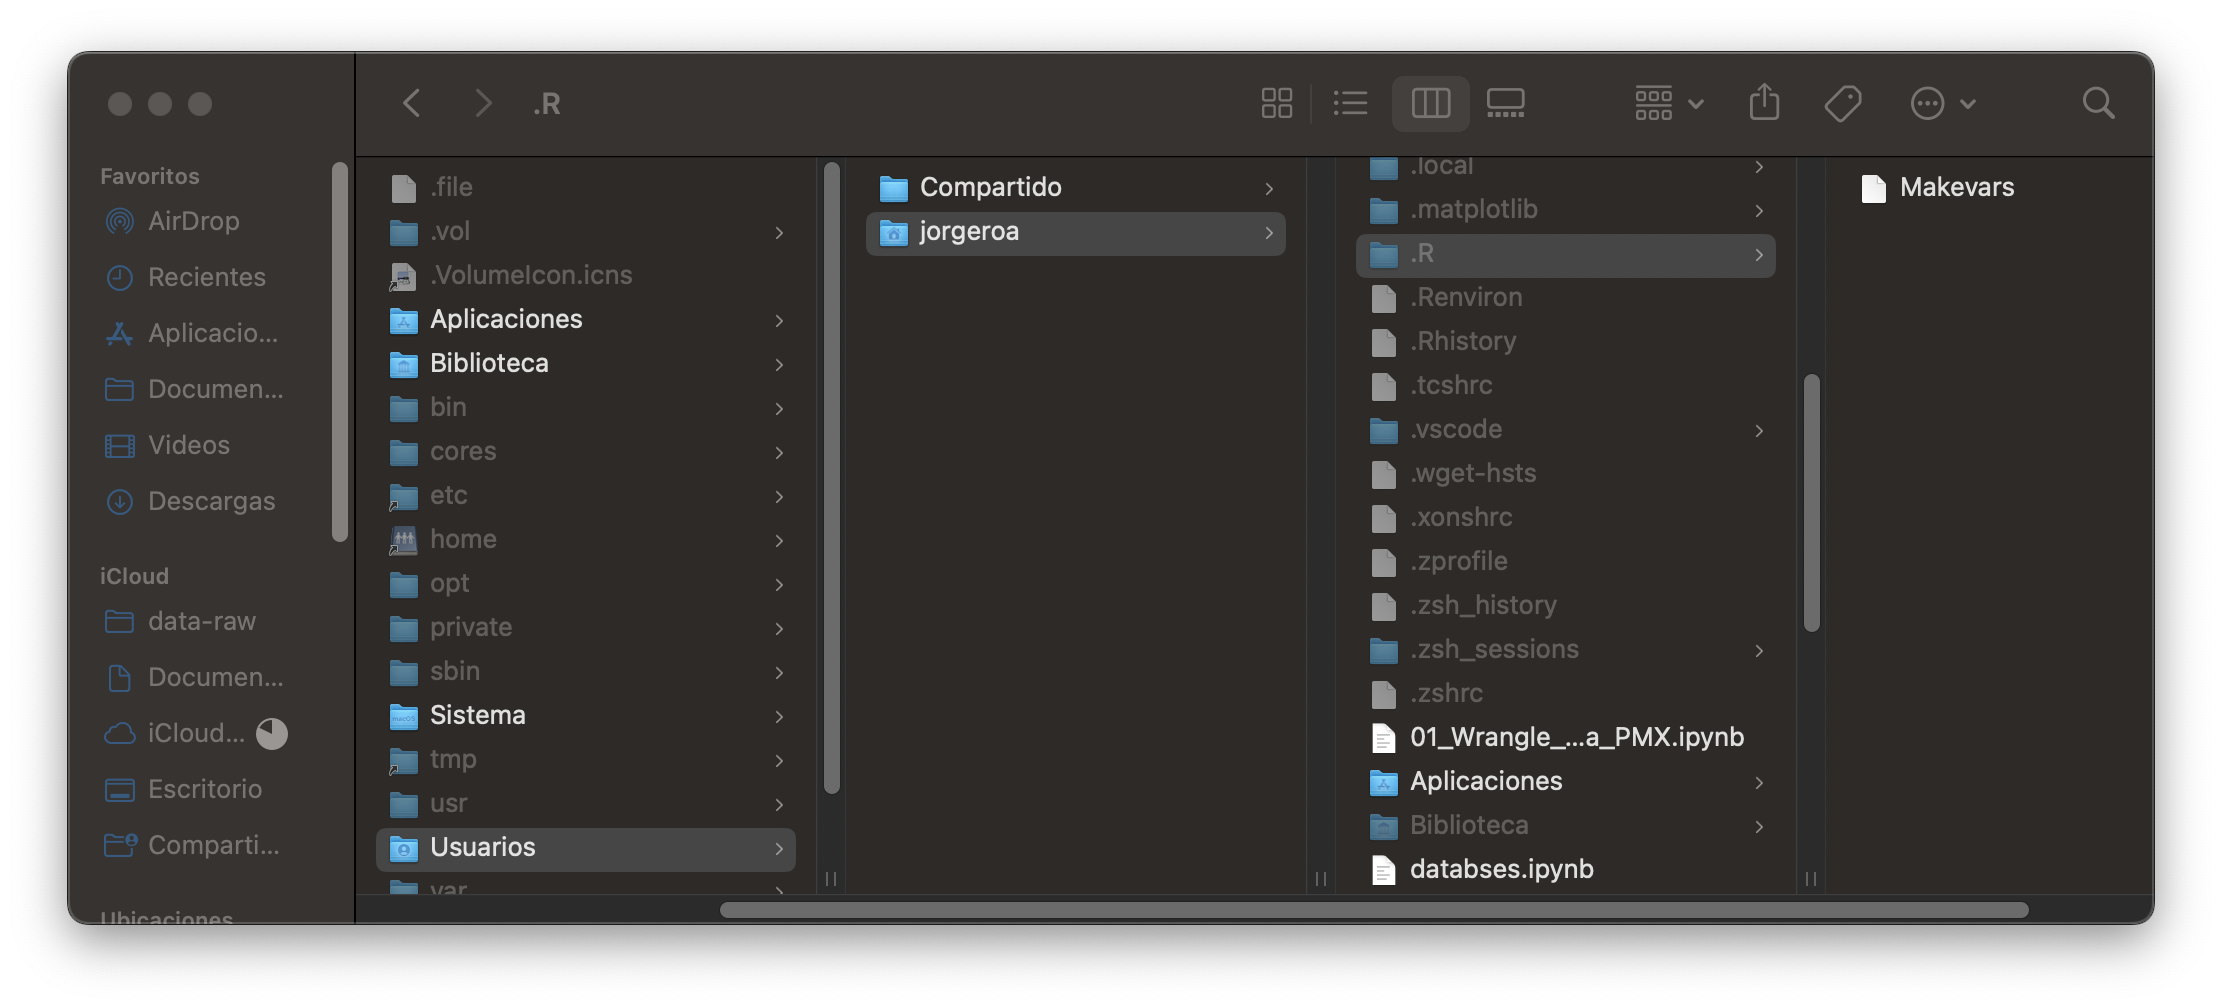 .R
Favoritos
AirDrop
Recientes
Aplicacio...
Documen...
Videos
Descargas
iCloud
data-raw
Documen...
iCloud...
Escritorio
Comparti...
Ubicaciones
.file
.vol
.VolumeIcon.icns
Aplicaciones
Biblioteca
bin
cores
etc
home
opt
private
sbin
Sistema
tmp
usr
Usuarios
var
Compartido
jorgeroa
.local
.matplotlib
.R
.Renviron
.Rhistory
.tcshrc
.vscode
.wget-hsts
.xonshrc
.zprofile
.zsh_history
.zsh_sessions
.zshrc
01_Wrangle_...a_PMX.ipynb
Aplicaciones
Biblioteca
databses.ipynb
Makevars